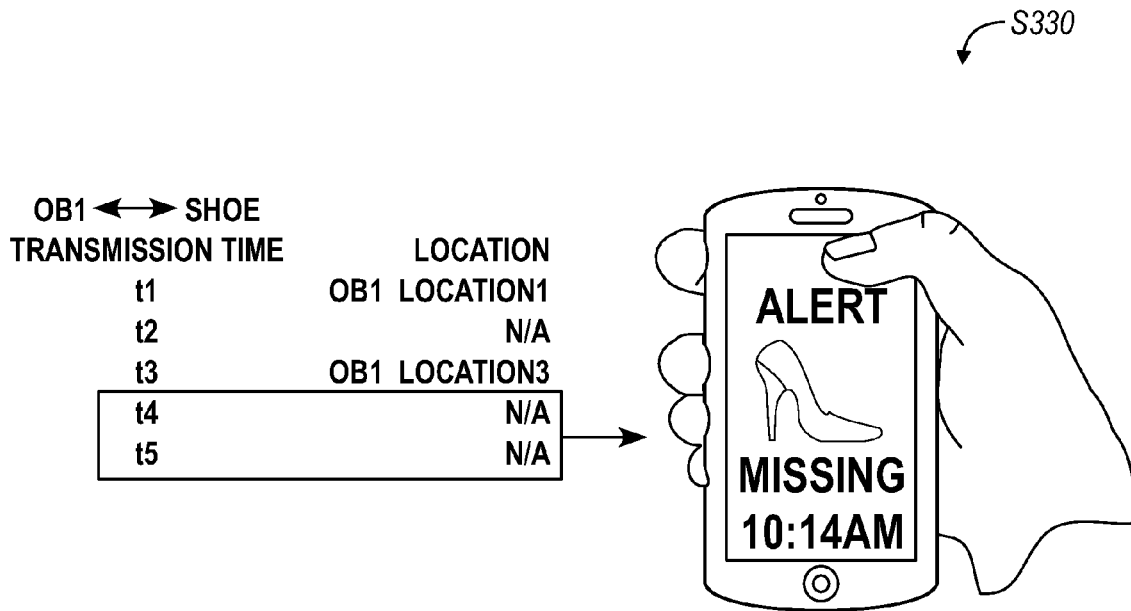 S330
OB1 ⟷ SHOE
TRANSMISSION TIME LOCATION
t1 OB1 LOCATION1
t2 N/A
t3 OB1 LOCATION3
t4 N/A
t5 N/A
ALERT
MISSING
10:14AM